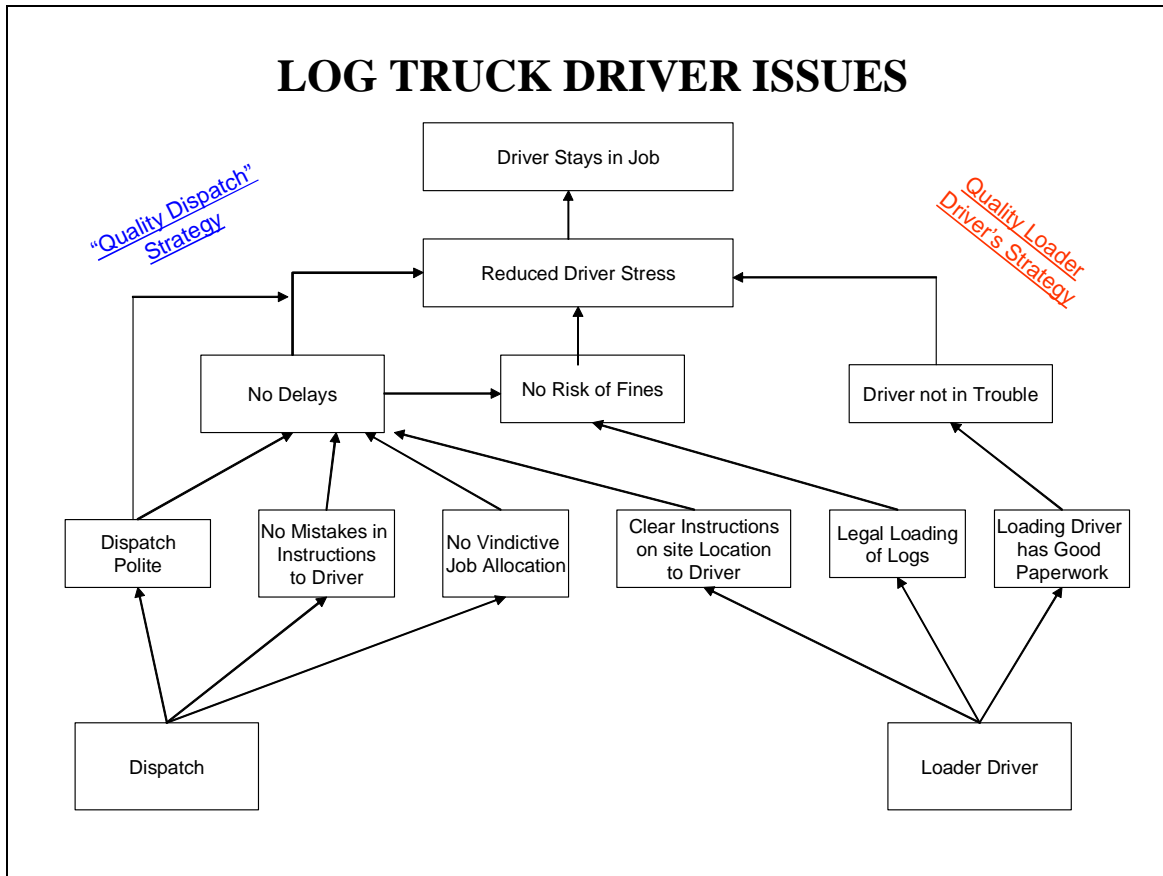 LOG TRUCK DRIVER ISSUES
Driver Stays in Job
“Quality Dispatch”
Strategy
Quality Loader
Driver’s Strategy
Reduced Driver Stress
No Delays
No Risk of Fines
Driver not in Trouble
Dispatch
Polite
No Mistakes in
Instructions
to Driver
No Vindictive
Job Allocation
Clear Instructions
on site Location
to Driver
Legal Loading
of Logs
Loading Driver
has Good
Paperwork
Dispatch
Loader Driver